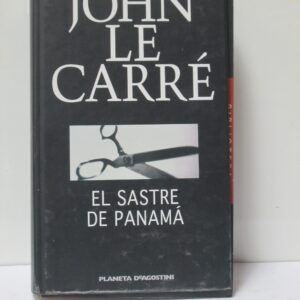 JOHN
LE
CARRÉ
EL SASTRE
DE PANAMÁ
PLANETA DeAGOSTINI